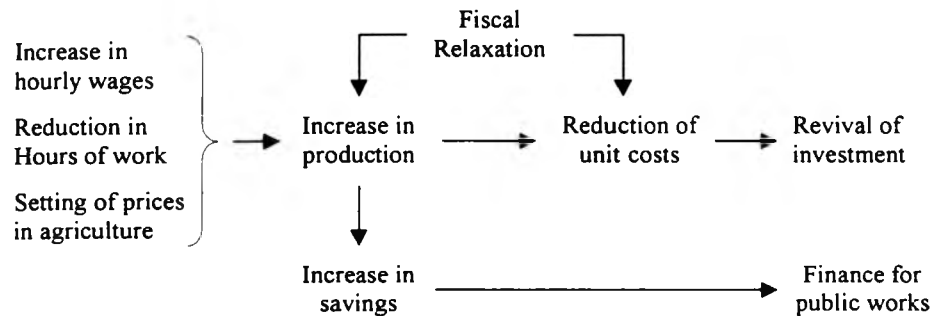 Fiscal
Relaxation
Increase in
hourly wages
Reduction in
Hours of work
Setting of prices
in agriculture
Increase in
production
Reduction of
unit costs
Revival of
investment
Increase in
savings
Finance for
public works